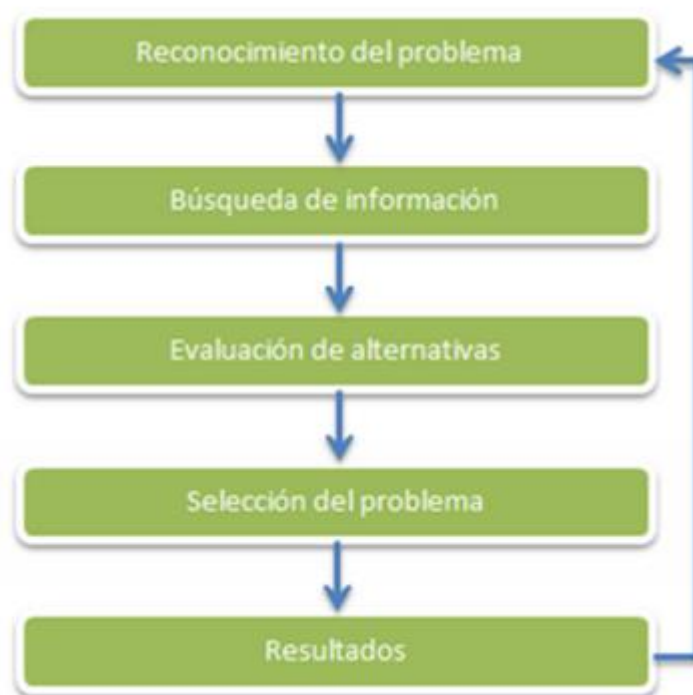 Reconocimiento del problema
Búsqueda de información
Evaluación de alternativas
Selección del problema
Resultados